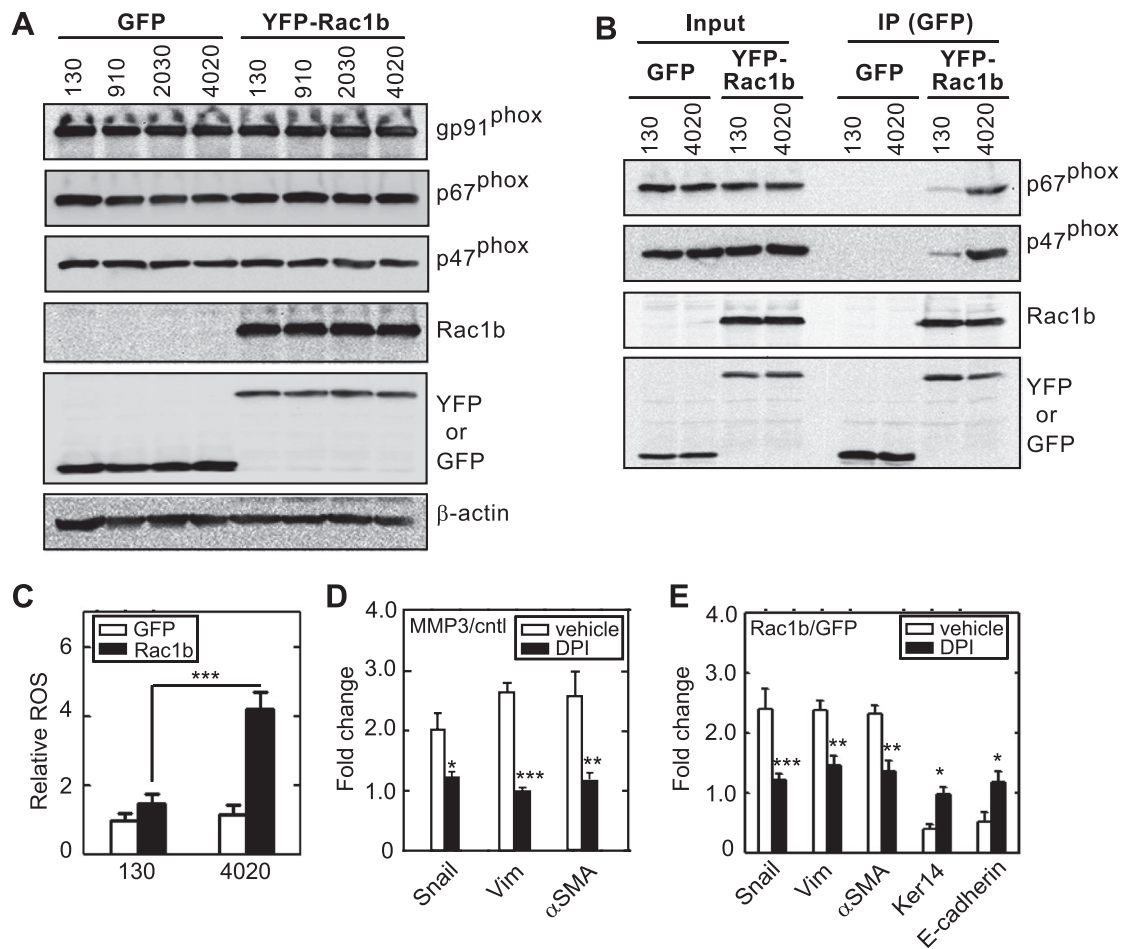 A
GFP YFP-Rac1b
130 910 2030 4020 130 910 2030 4020
gp91phox
p67phox
p47phox
Rac1b
YFP
or
GFP
β-actin
B
Input IP (GFP)
GFP YFP-Rac1b GFP YFP-Rac1b
130 4020 130 4020 130 4020 130 4020
p67phox
p47phox
Rac1b
YFP
or
GFP
C
Relative ROS
6
4
2
0
GFP
Rac1b
***
130 4020
D
Fold change
4.0
3.0
2.0
1.0
0
MMP3/cntl
vehicle
DPI
* *** **
Snail Vim αSMA
E
Fold change
4.0
3.0
2.0
1.0
0
Rac1b/GFP
vehicle
DPI
*** ** ** * *
Snail Vim αSMA Ker14 E-cadherin